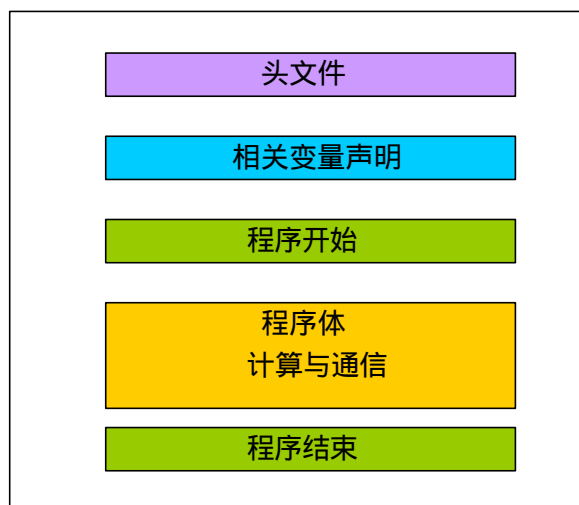 头文件
相关变量声明
程序开始
程序体
计算与通信
程序结束